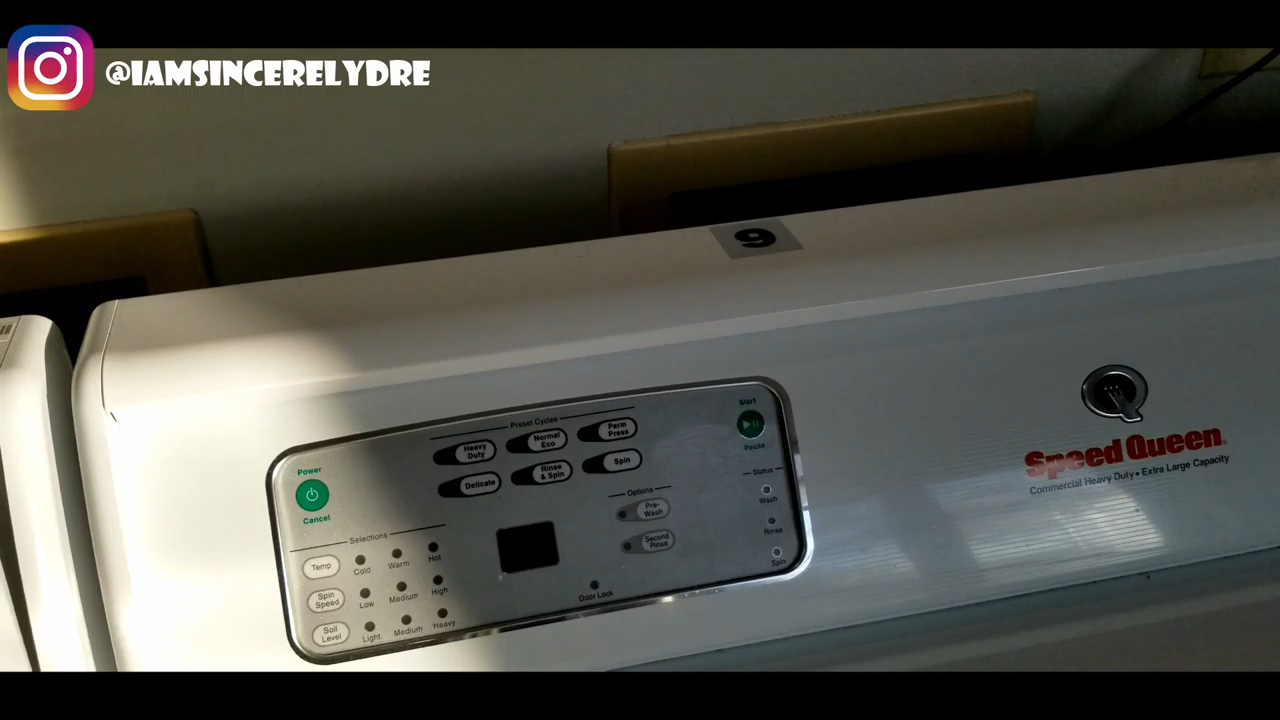 @IAMSINCERELYDRE
9
Speed Queen
Commercial Heavy Duty • Extra Large Capacity
Preset Cycles
Heavy
Duty
Normal
Eco
Perm
Press
Delicate
Rinse
& Spin
Spin
Start
Pause
Power
Cancel
Options
Pre-
Wash
Second
Rinse
Status
Wash
Rinse
Spin
Selections
Temp
Cold
Warm
Hot
Spin
Speed
Low
Medium
High
Soil
Level
Light
Medium
Heavy
Door Lock